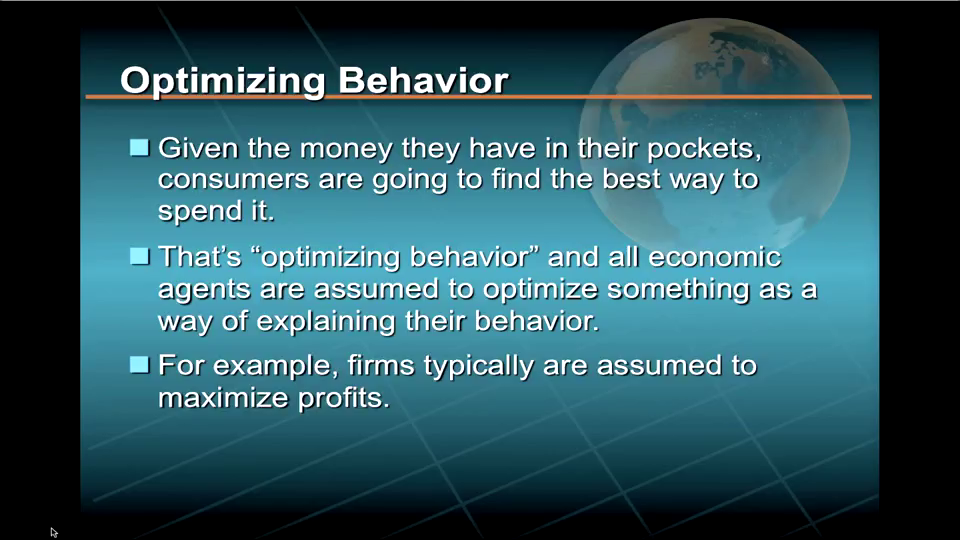 Optimizing Behavior
Given the money they have in their pockets,
consumers are going to find the best way to
spend it.
That’s “optimizing behavior” and all economic
agents are assumed to optimize something as a
way of explaining their behavior.
For example, firms typically are assumed to
maximize profits.